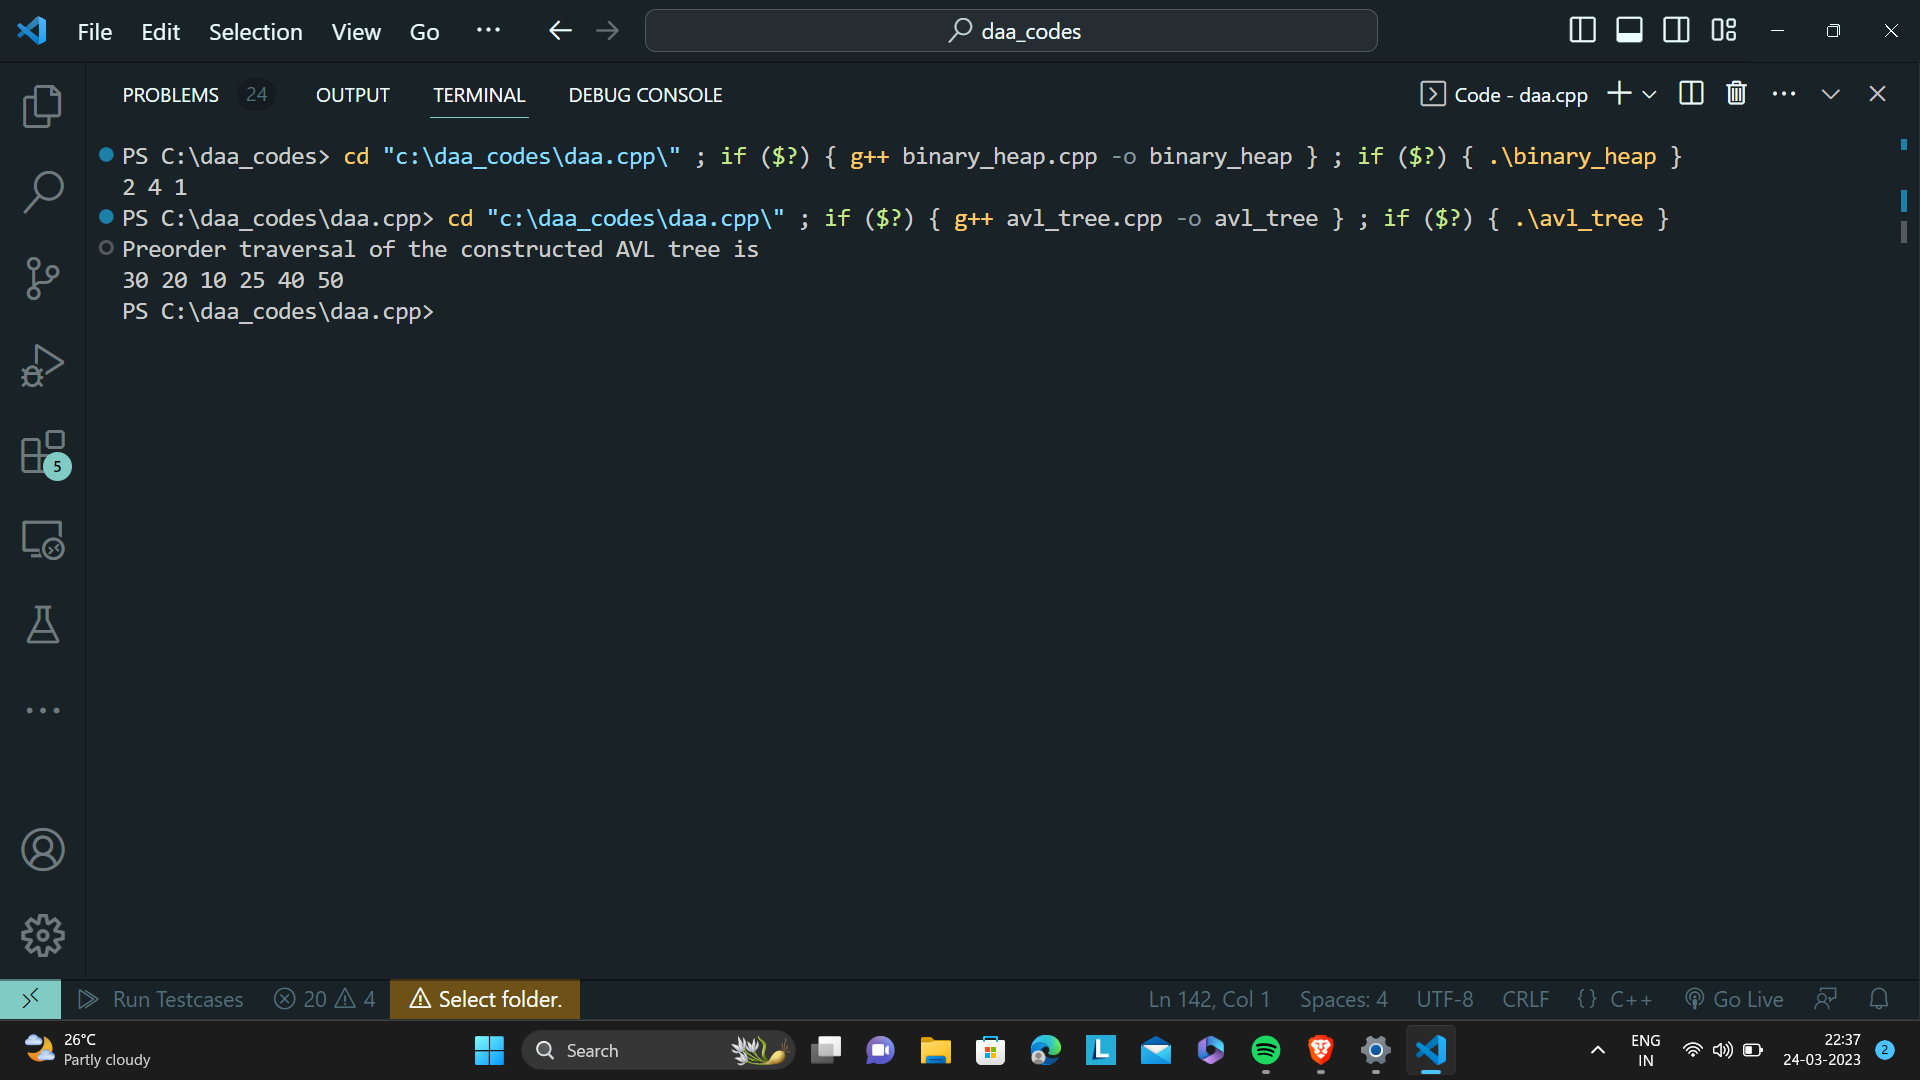 File Edit Selection View Go ··· daa_codes
PROBLEMS 24 OUTPUT TERMINAL DEBUG CONSOLE Code - daa.cpp
PS C:\daa_codes> cd "c:\daa_codes\daa.cpp\" ; if ($?) { g++ binary_heap.cpp -o binary_heap } ; if ($?) { .\binary_heap }
2 4 1
PS C:\daa_codes\daa.cpp> cd "c:\daa_codes\daa.cpp\" ; if ($?) { g++ avl_tree.cpp -o avl_tree } ; if ($?) { .\avl_tree }
Preorder traversal of the constructed AVL tree is
30 20 10 25 40 50
PS C:\daa_codes\daa.cpp>
5
Run Testcases 20 4 Select folder. Ln 142, Col 1 Spaces: 4 UTF-8 CRLF {} C++ Go Live
26°C
Partly cloudy
Search
L
ENG
IN
22:37
24-03-2023
2